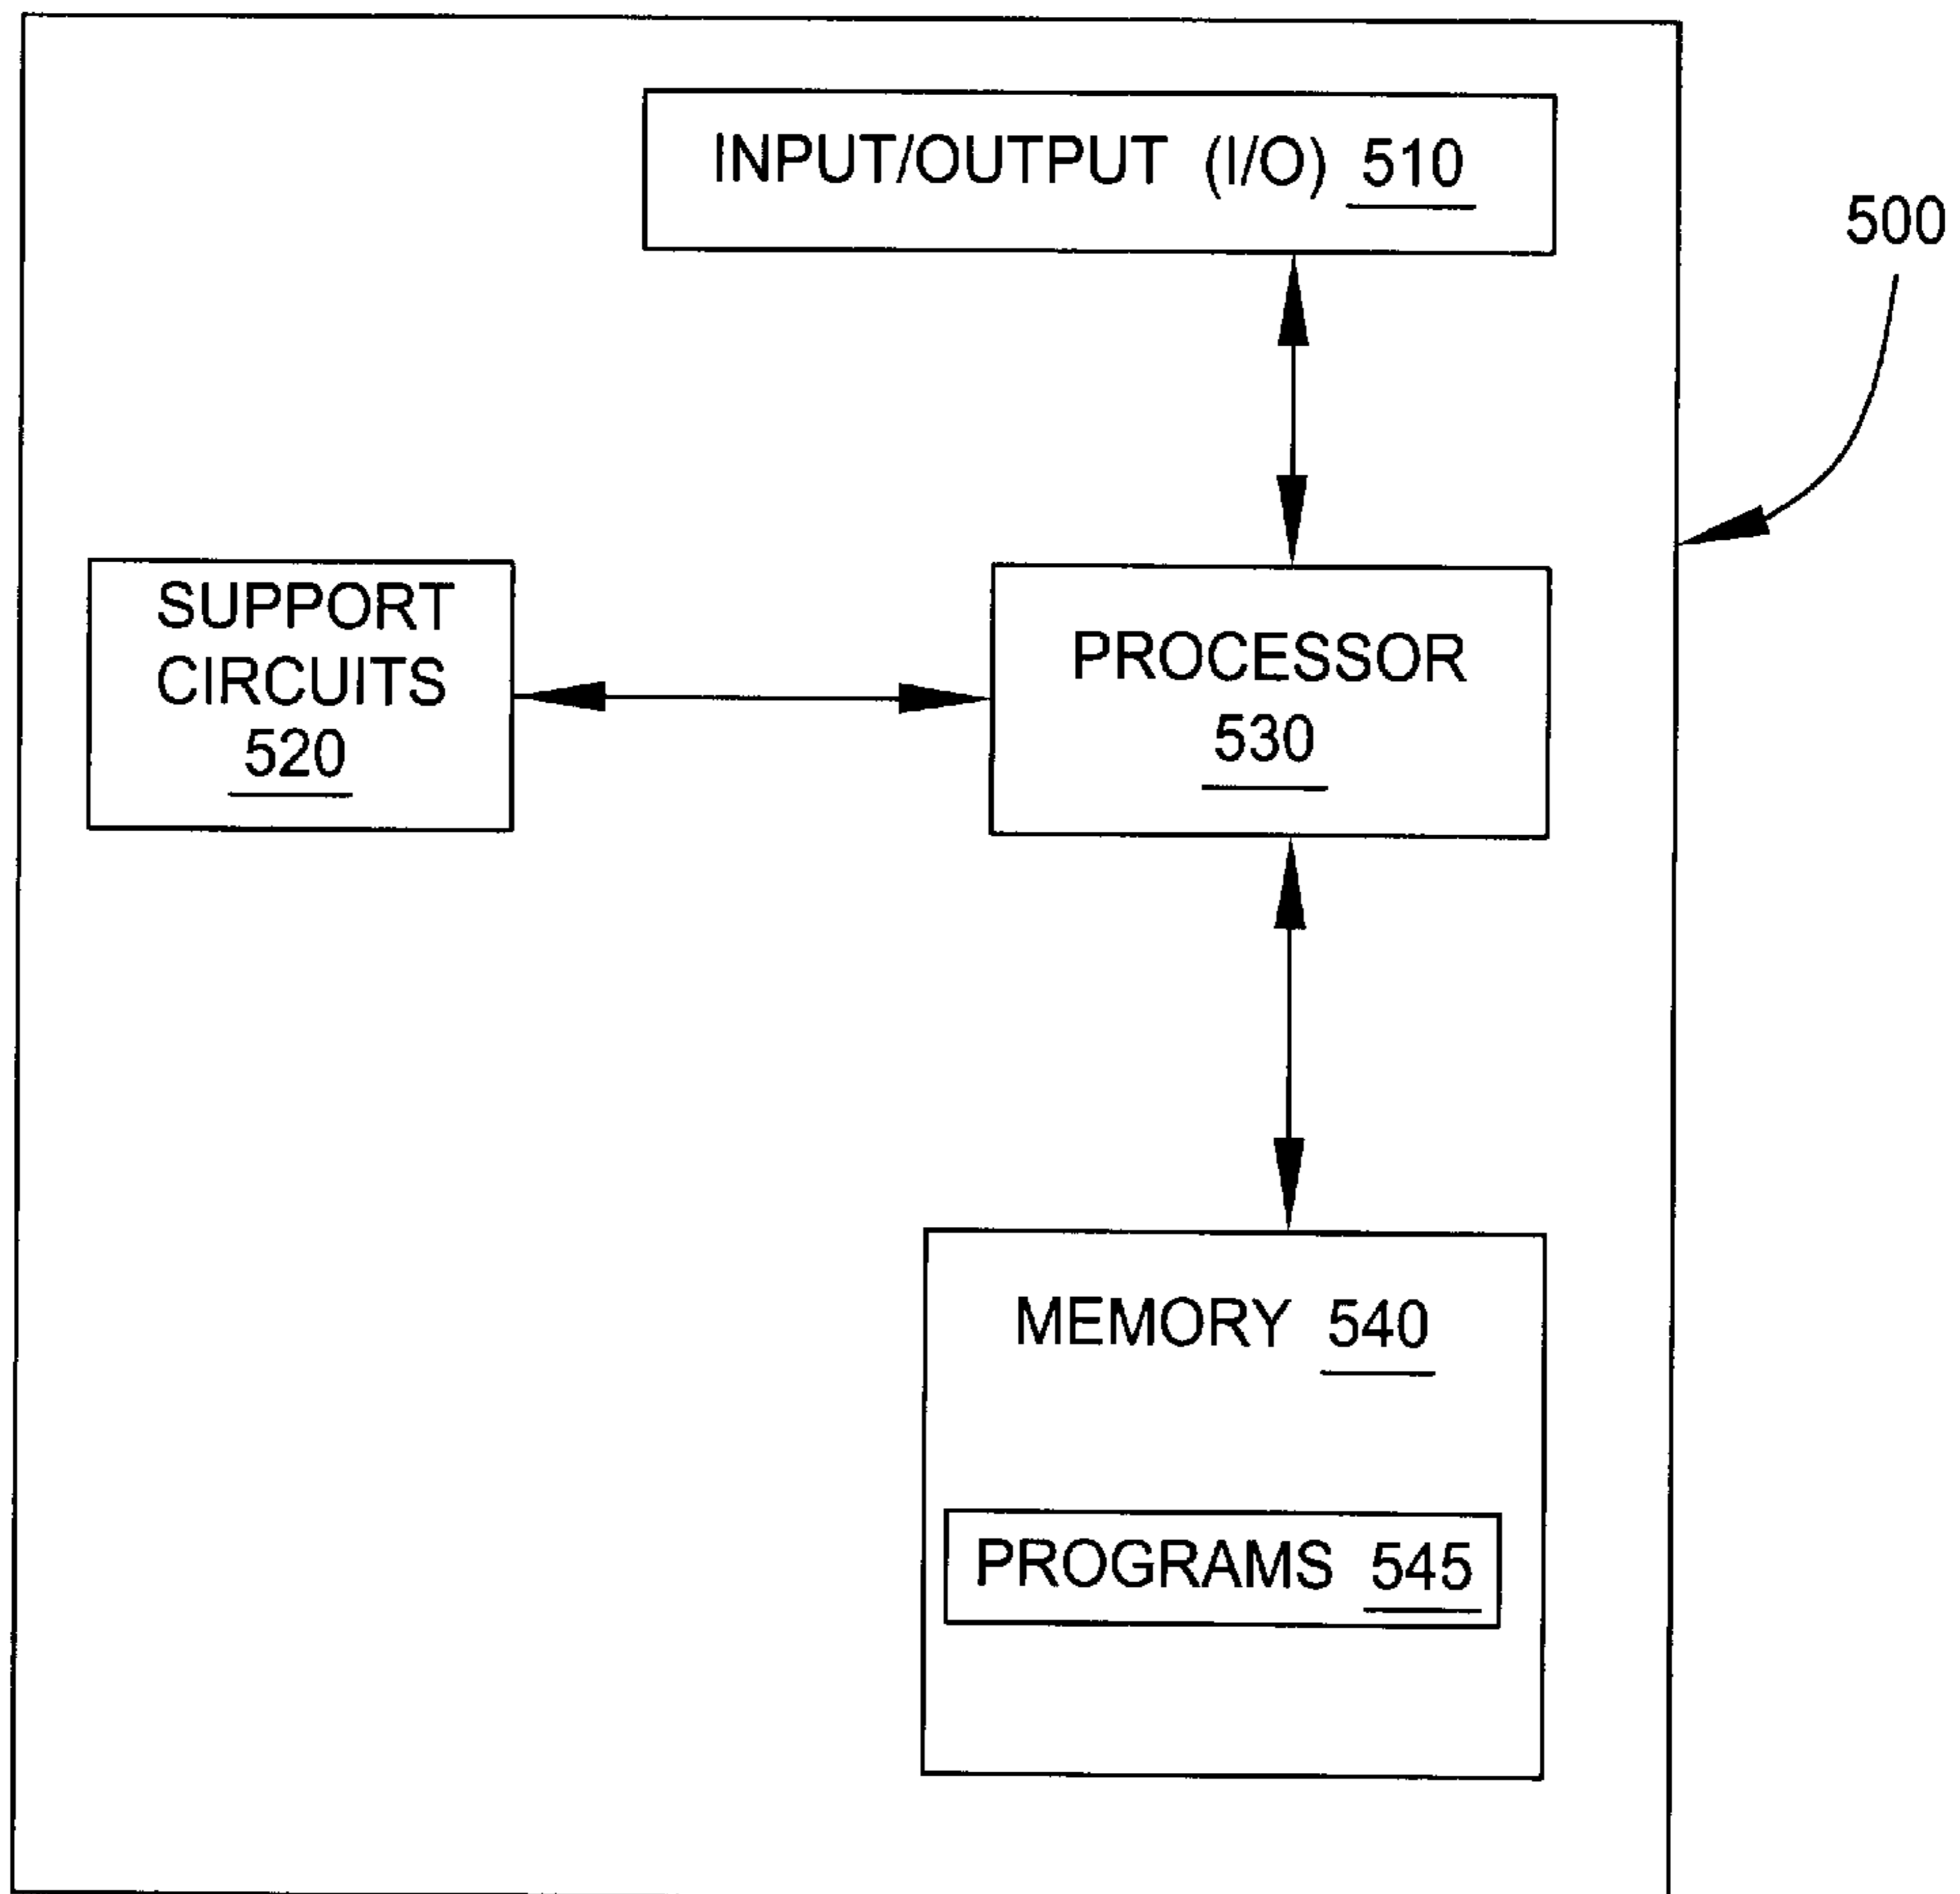 INPUT/OUTPUT (I/O) 510
500
SUPPORT
CIRCUITS
520
PROCESSOR
530
MEMORY 540
PROGRAMS 545